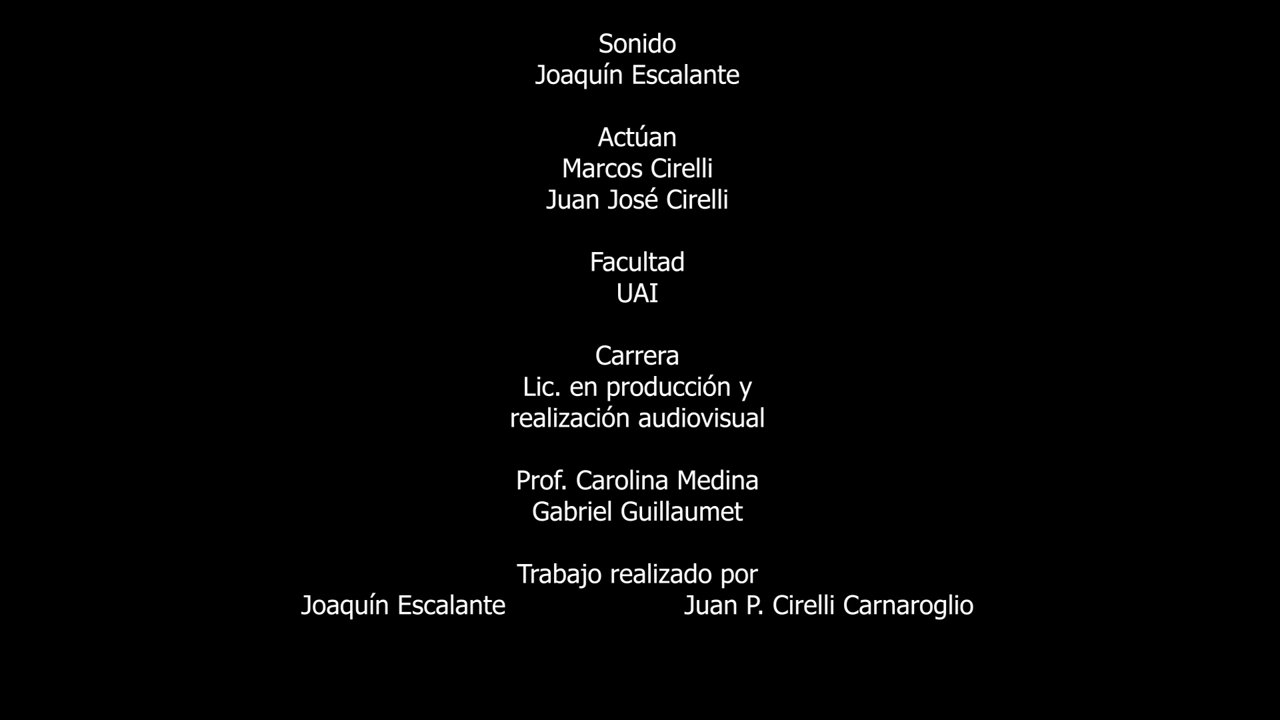 Sonido
Joaquín Escalante
Actúan
Marcos Cirelli
Juan José Cirelli
Facultad
UAI
Carrera
Lic. en producción y
realización audiovisual
Prof. Carolina Medina
Gabriel Guillaumet
Trabajo realizado por
Joaquín Escalante Juan P. Cirelli Carnaroglio